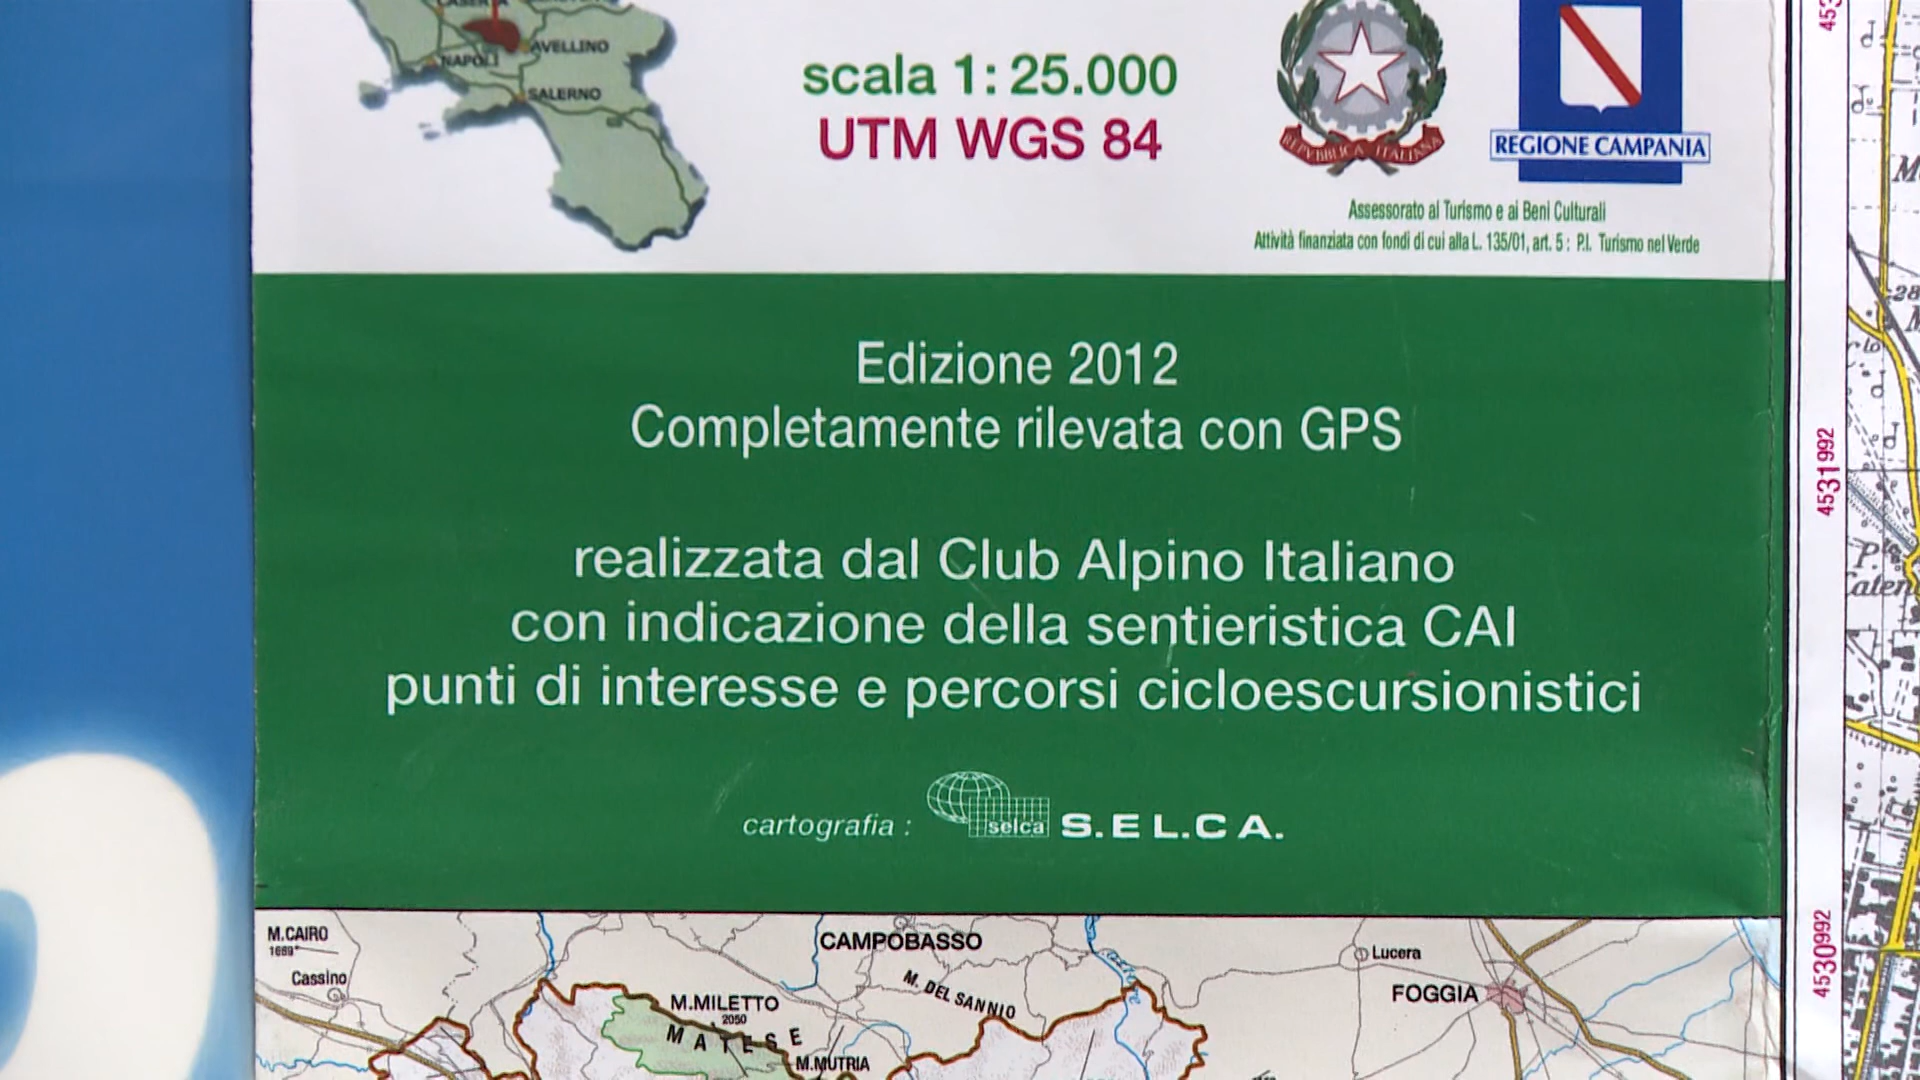 AVELLINO
NAPOLI
SALERNO
scala 1: 25.000
UTM WGS 84
REPVBBLICA ITALIANA
REGIONE CAMPANIA
Assessorato al Turismo e ai Beni Culturali
Attività finanziata con fondi di cui alla L. 135/01, art. 5 : P.I. Turismo nel Verde
Edizione 2012
Completamente rilevata con GPS
realizzata dal Club Alpino Italiano
con indicazione della sentieristica CAI
punti di interesse e percorsi cicloescursionistici
cartografia : selca S.E L.C A.
M.CAIRO
1669
Cassino
CAMPOBASSO
M. DEL SANNIO
M.MILETTO
2050
MATESE
M.MUTRIA
Lucera
FOGGIA
4531992
4530992